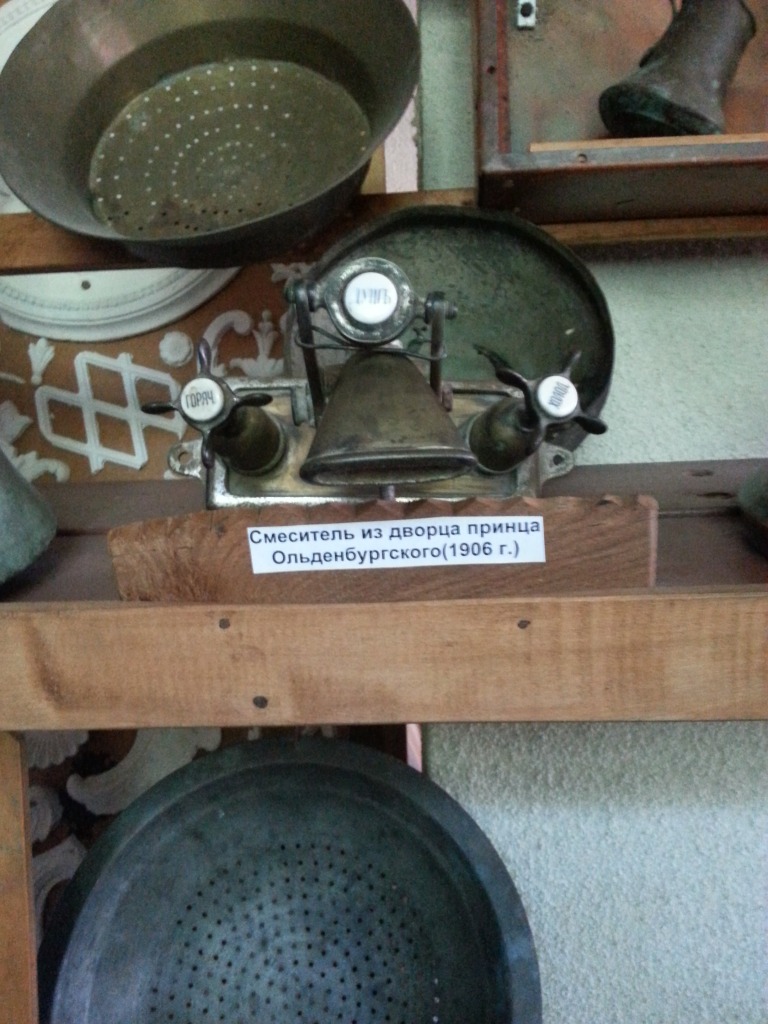 ДУШЪ
ГОРЯЧ.
ХОЛОД.
Смеситель из дворца принца
Ольденбургского(1906 г.)